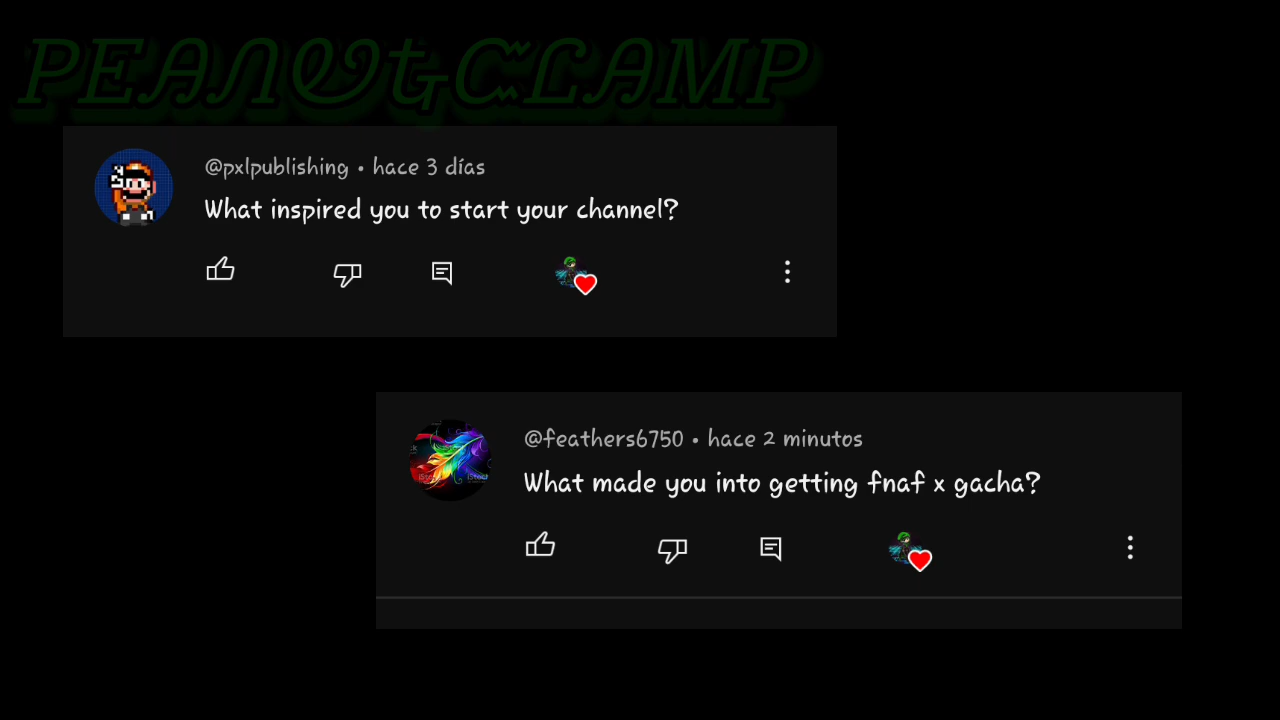 PEANUTCLAMP
@pxlpublishing • hace 3 días
What inspired you to start your channel?
@feathers6750 • hace 2 minutos
What made you into getting fnaf x gacha?